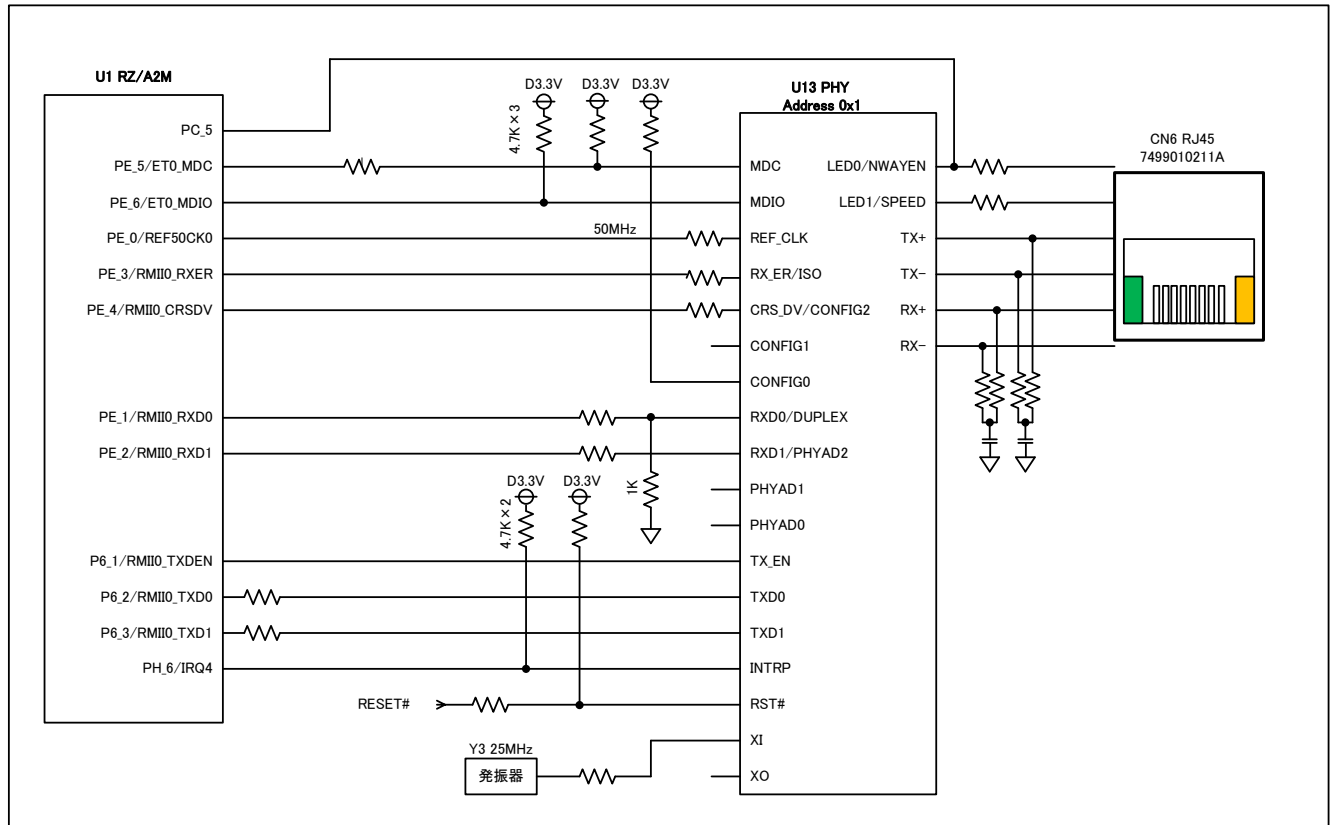 U1 RZ/A2M
PC_5
PE_5/ET0_MDC
PE_6/ET0_MDIO
PE_0/REF50CK0
PE_3/RMII0_RXER
PE_4/RMII0_CRSDV
PE_1/RMII0_RXD0
PE_2/RMII0_RXD1
P6_1/RMII0_TXDEN
P6_2/RMII0_TXD0
P6_3/RMII0_TXD1
PH_6/IRQ4
D3.3V
D3.3V
D3.3V
4.7K×3
50MHz
D3.3V
D3.3V
4.7K×2
1K
RESET#
Y3 25MHz
発振器
U13 PHY
Address 0x1
MDC
MDIO
REF_CLK
RX_ER/ISO
CRS_DV/CONFIG2
CONFIG1
CONFIG0
RXD0/DUPLEX
RXD1/PHYAD2
PHYAD1
PHYAD0
TX_EN
TXD0
TXD1
INTRP
RST#
XI
XO
LED0/NWAYEN
LED1/SPEED
TX+
TX-
RX+
RX-
CN6 RJ45
7499010211A